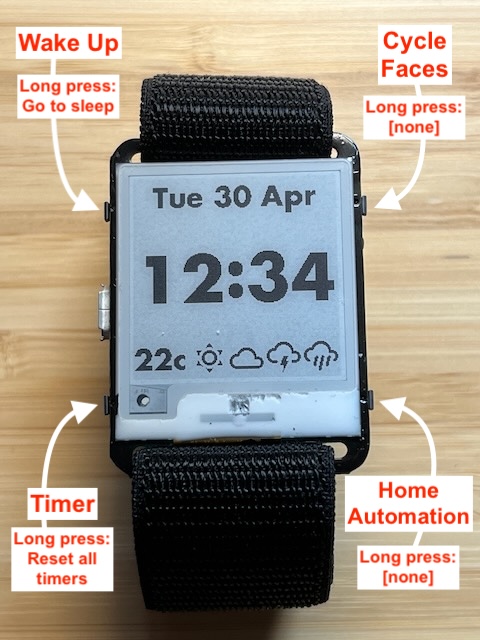 Wake Up
Long press:
Go to sleep
Cycle
Faces
Long press:
[none]
Tue 30 Apr
12:34
22c
Timer
Long press:
Reset all
timers
Home
Automation
Long press:
[none]